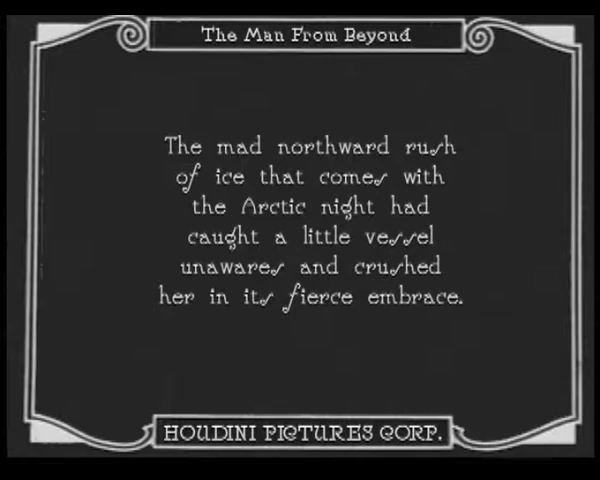 The Man From Beyond
The mad northward rush
of ice that comes with
the Arctic night had
caught a little vessel
unawares and crushed
her in its fierce embrace.
HOUDINI PICTURES CORP.